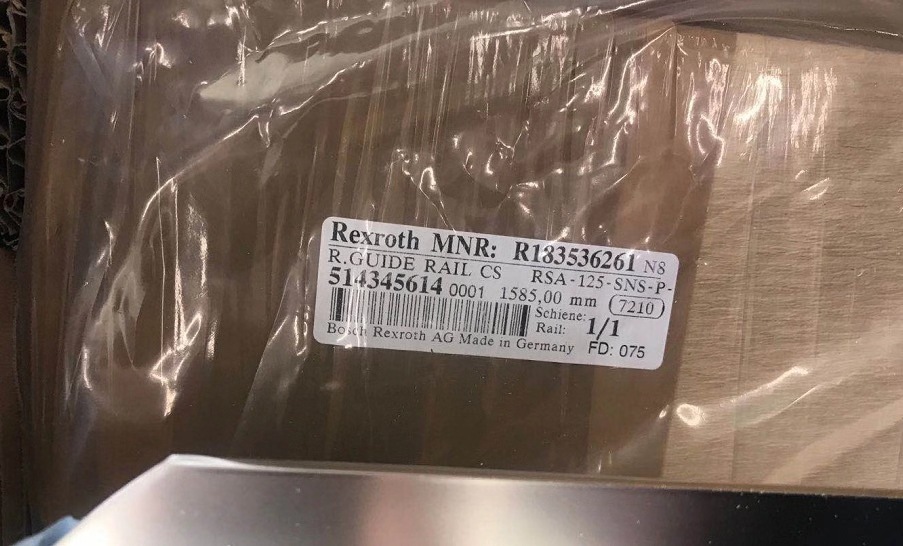 Rexroth MNR: R183536261 N8
R.GUIDE RAIL CS RSA-125-SNS-P-
514345614 0001 1585,00 mm 7210
Schiene:
Rail: 1/1
Bosch Rexroth AG Made in Germany FD: 075